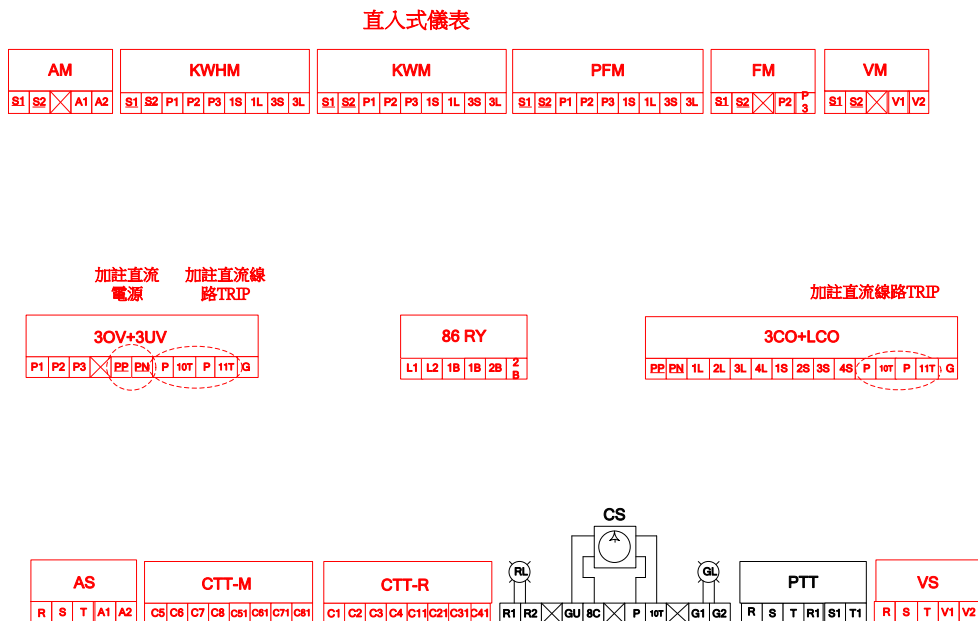 直入式儀表
AM KWHM KWM PFM FM VM
S1 S2 A1 A2 S1 S2 P1 P2 P3 1S 1L 3S 3L S1 S2 P1 P2 P3 1S 1L 3S 3L S1 S2 P1 P2 P3 1S 1L 3S 3L S1 S2 P2 P3 S1 S2 V1 V2
加註直流
電源
加註直流線
路TRIP
加註直流線路TRIP
3OV+3UV 86 RY 3CO+LCO
P1 P2 P3 PP PN P 10T P 11T G L1 L2 1B 1B 2B 2B PP PN 1L 2L 3L 4L 1S 2S 3S 4S P 10T P 11T G
CS
RL GL
AS CTT-M CTT-R PTT VS
R S T A1 A2 C5 C6 C7 C8 C51 C61 C71 C81 C1 C2 C3 C4 C11 C21 C31 C41 R1 R2 GU 8C P 10T G1 G2 R S T R1 S1 T1 R S T V1 V2